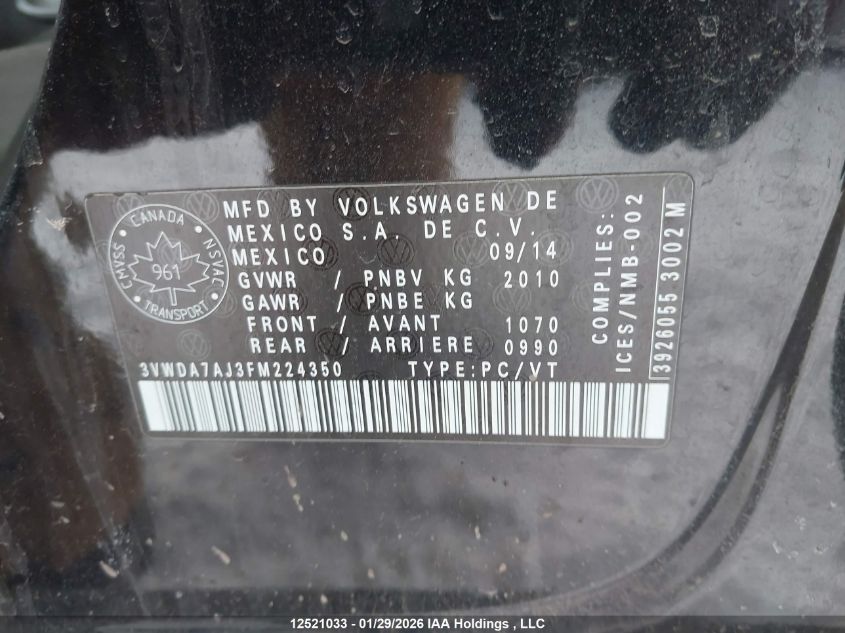 MFD BY VOLKSWAGEN DE
MEXICO S.A. DE C.V.
MEXICO 09/14
GVWR / PNBV KG 2010
GAWR / PNBE KG
FRONT / AVANT 1070
REAR / ARRIERE 0990
3VWDA7AJ3FM224350 TYPE:PC/VT
CANADA
CMVSS NSVAC
961
TRANSPORT
COMPLIES:
ICES/NMB-002
3926055 3002 M
12521033 - 01/29/2026 IAA Holdings , LLC